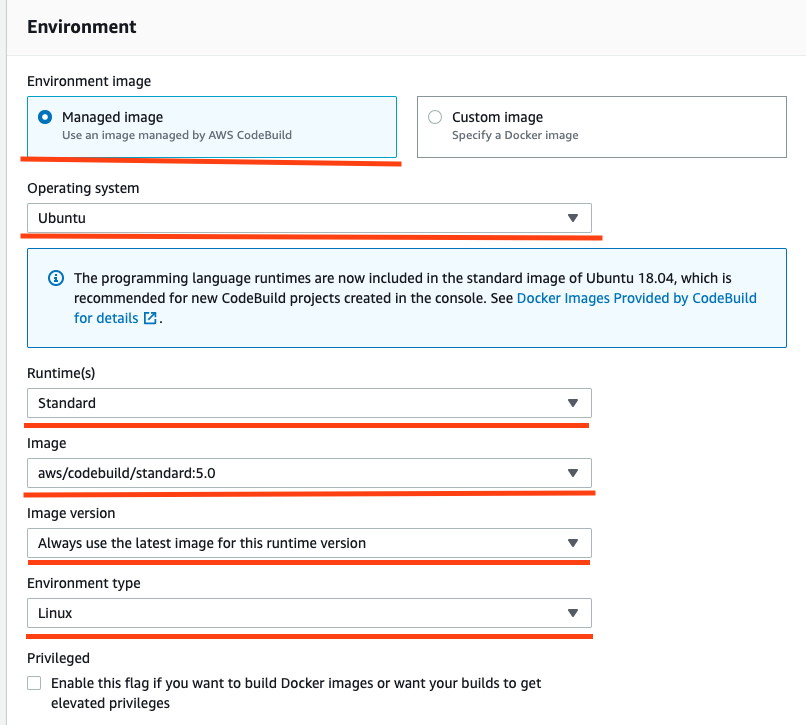 Environment
Environment image
Managed image
Use an image managed by AWS CodeBuild
Custom image
Specify a Docker image
Operating system
Ubuntu
The programming language runtimes are now included in the standard image of Ubuntu 18.04, which is
recommended for new CodeBuild projects created in the console. See Docker Images Provided by CodeBuild
for details .
Runtime(s)
Standard
Image
aws/codebuild/standard:5.0
Image version
Always use the latest image for this runtime version
Environment type
Linux
Privileged
Enable this flag if you want to build Docker images or want your builds to get
elevated privileges